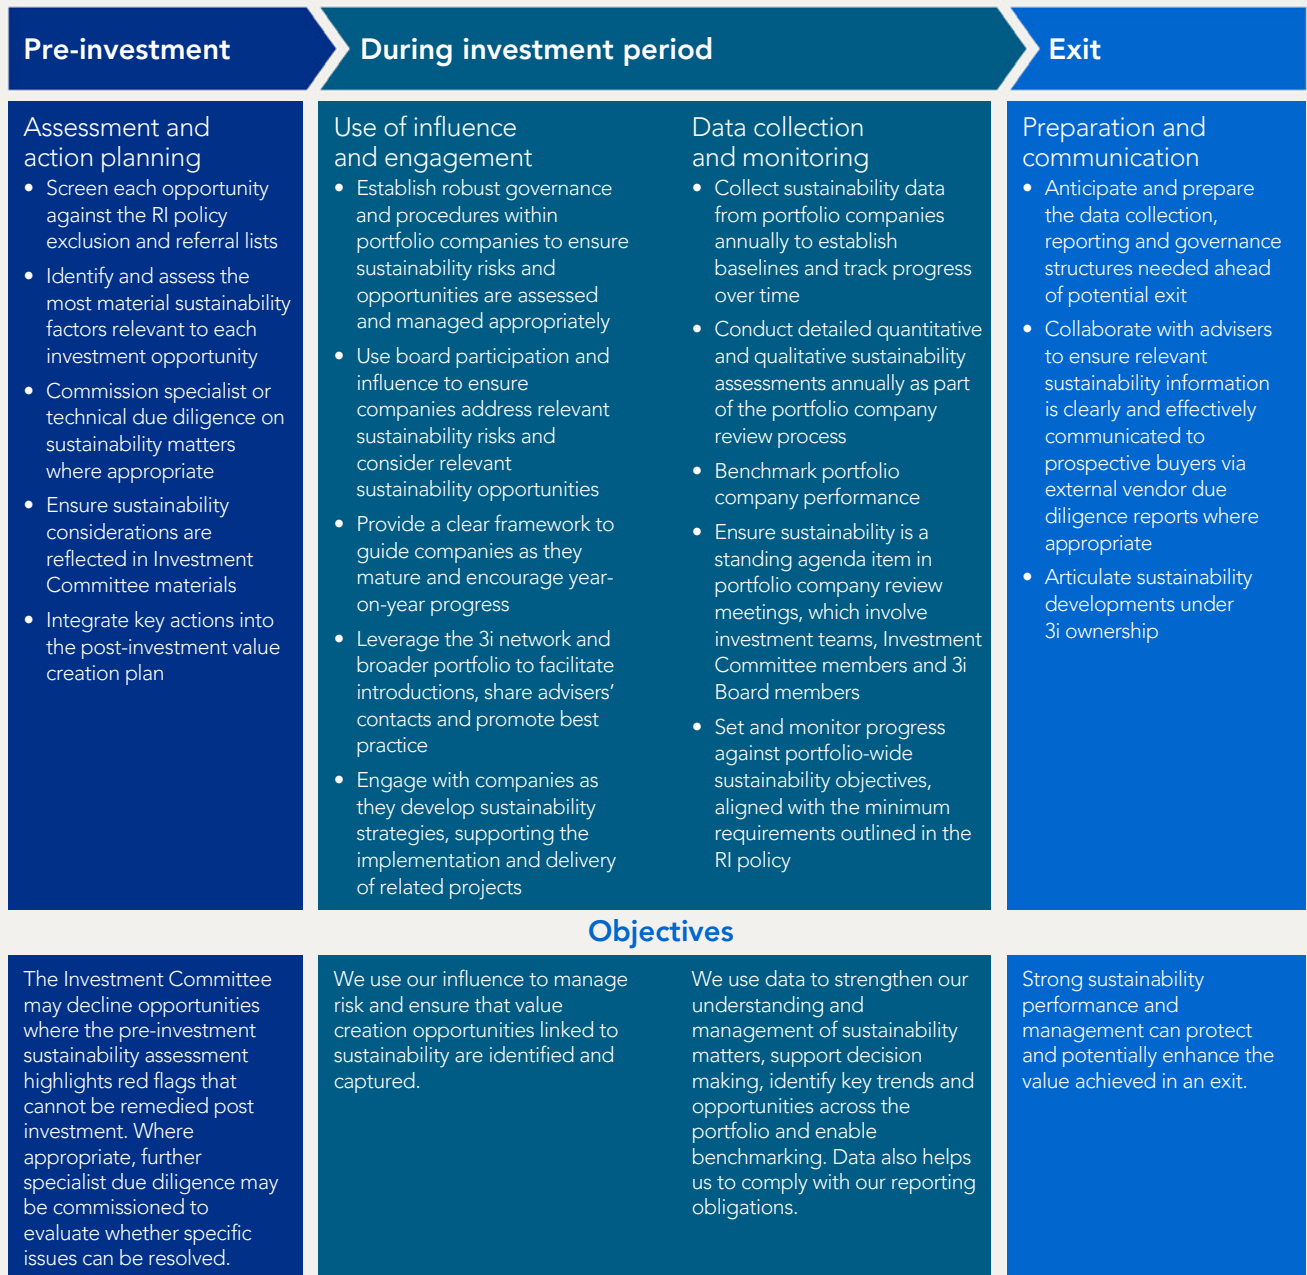 Pre-investment
During investment period
Exit
Assessment and
action planning
• Screen each opportunity
against the RI policy
exclusion and referral lists
• Identify and assess the
most material sustainability
factors relevant to each
investment opportunity
• Commission specialist or
technical due diligence on
sustainability matters
where appropriate
• Ensure sustainability
considerations are
reflected in Investment
Committee materials
• Integrate key actions into
the post-investment value
creation plan
Use of influence
and engagement
• Establish robust governance
and procedures within
portfolio companies to ensure
sustainability risks and
opportunities are assessed
and managed appropriately
• Use board participation and
influence to ensure
companies address relevant
sustainability risks and
consider relevant
sustainability opportunities
• Provide a clear framework to
guide companies as they
mature and encourage year-
on-year progress
• Leverage the 3i network and
broader portfolio to facilitate
introductions, share advisers’
contacts and promote best
practice
• Engage with companies as
they develop sustainability
strategies, supporting the
implementation and delivery
of related projects
Data collection
and monitoring
• Collect sustainability data
from portfolio companies
annually to establish
baselines and track progress
over time
• Conduct detailed quantitative
and qualitative sustainability
assessments annually as part
of the portfolio company
review process
• Benchmark portfolio
company performance
• Ensure sustainability is a
standing agenda item in
portfolio company review
meetings, which involve
investment teams, Investment
Committee members and 3i
Board members
• Set and monitor progress
against portfolio-wide
sustainability objectives,
aligned with the minimum
requirements outlined in the
RI policy
Preparation and
communication
• Anticipate and prepare
the data collection,
reporting and governance
structures needed ahead
of potential exit
• Collaborate with advisers
to ensure relevant
sustainability information
is clearly and effectively
communicated to
prospective buyers via
external vendor due
diligence reports where
appropriate
• Articulate sustainability
developments under
3i ownership
Objectives
The Investment Committee
may decline opportunities
where the pre-investment
sustainability assessment
highlights red flags that
cannot be remedied post
investment. Where
appropriate, further
specialist due diligence may
be commissioned to
evaluate whether specific
issues can be resolved.
We use our influence to manage
risk and ensure that value
creation opportunities linked to
sustainability are identified and
captured.
We use data to strengthen our
understanding and
management of sustainability
matters, support decision
making, identify key trends and
opportunities across the
portfolio and enable
benchmarking. Data also helps
us to comply with our reporting
obligations.
Strong sustainability
performance and
management can protect
and potentially enhance the
value achieved in an exit.